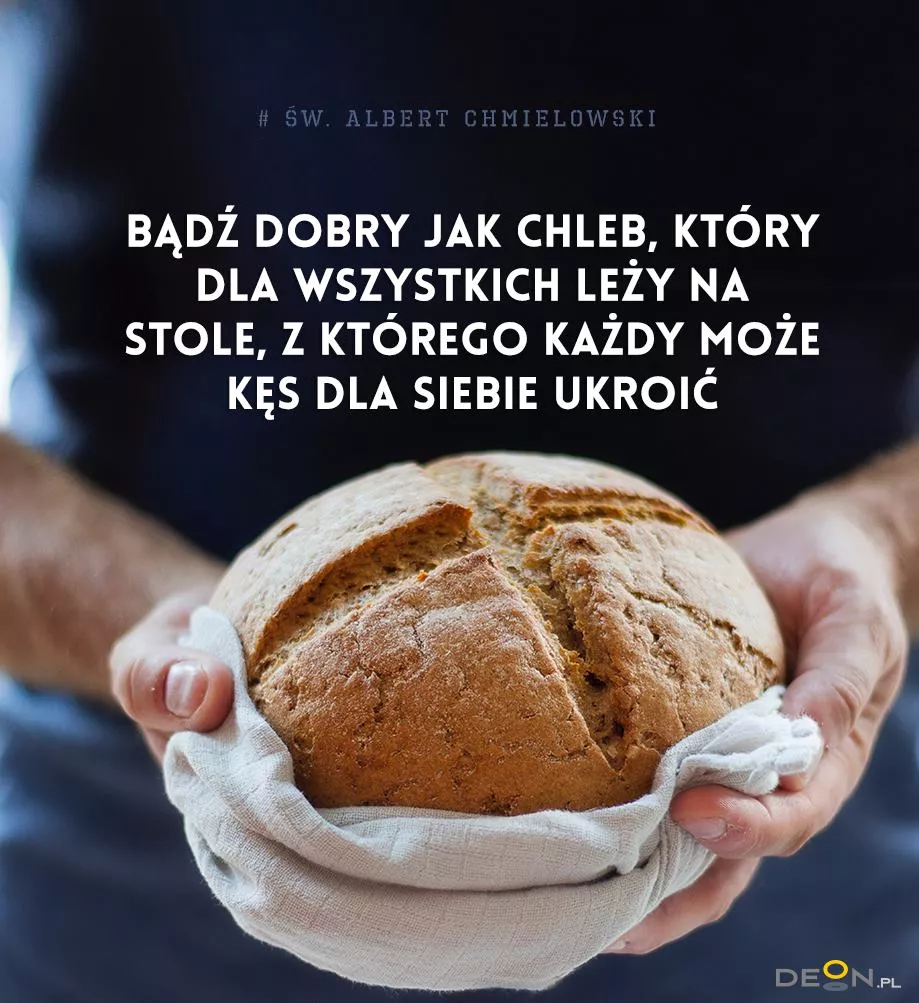 # ŚW. ALBERT CHMIELOWSKI
BĄDŹ DOBRY JAK CHLEB, KTÓRY
DLA WSZYSTKICH LEŻY NA
STOLE, Z KTÓREGO KAŻDY MOŻE
KĘS DLA SIEBIE UKROIĆ
DEON.PL